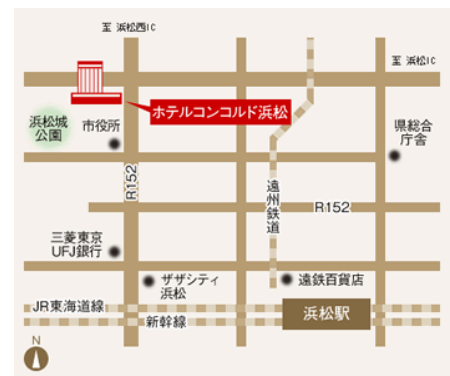 至 浜松西IC
至 浜松IC
ホテルコンコルド浜松
浜松城
公園
市役所
県総合
庁舎
R152
遠州鉄道
R152
三菱東京
UFJ銀行
ザザシティ
浜松
遠鉄百貨店
JR東海道線
浜松駅
新幹線
N